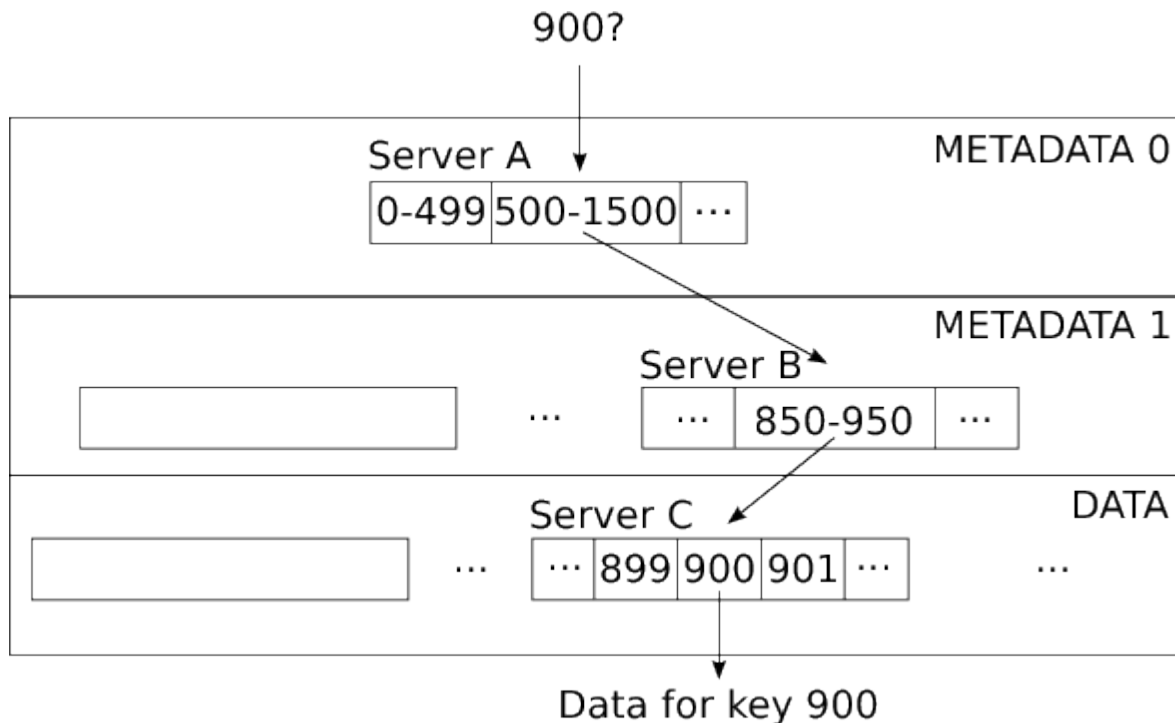 900?
METADATA 0
Server A
0-499 500-1500 ...
METADATA 1
Server B
... ... 850-950 ...
DATA
Server C
... ... 899 900 901 ... ...
Data for key 900